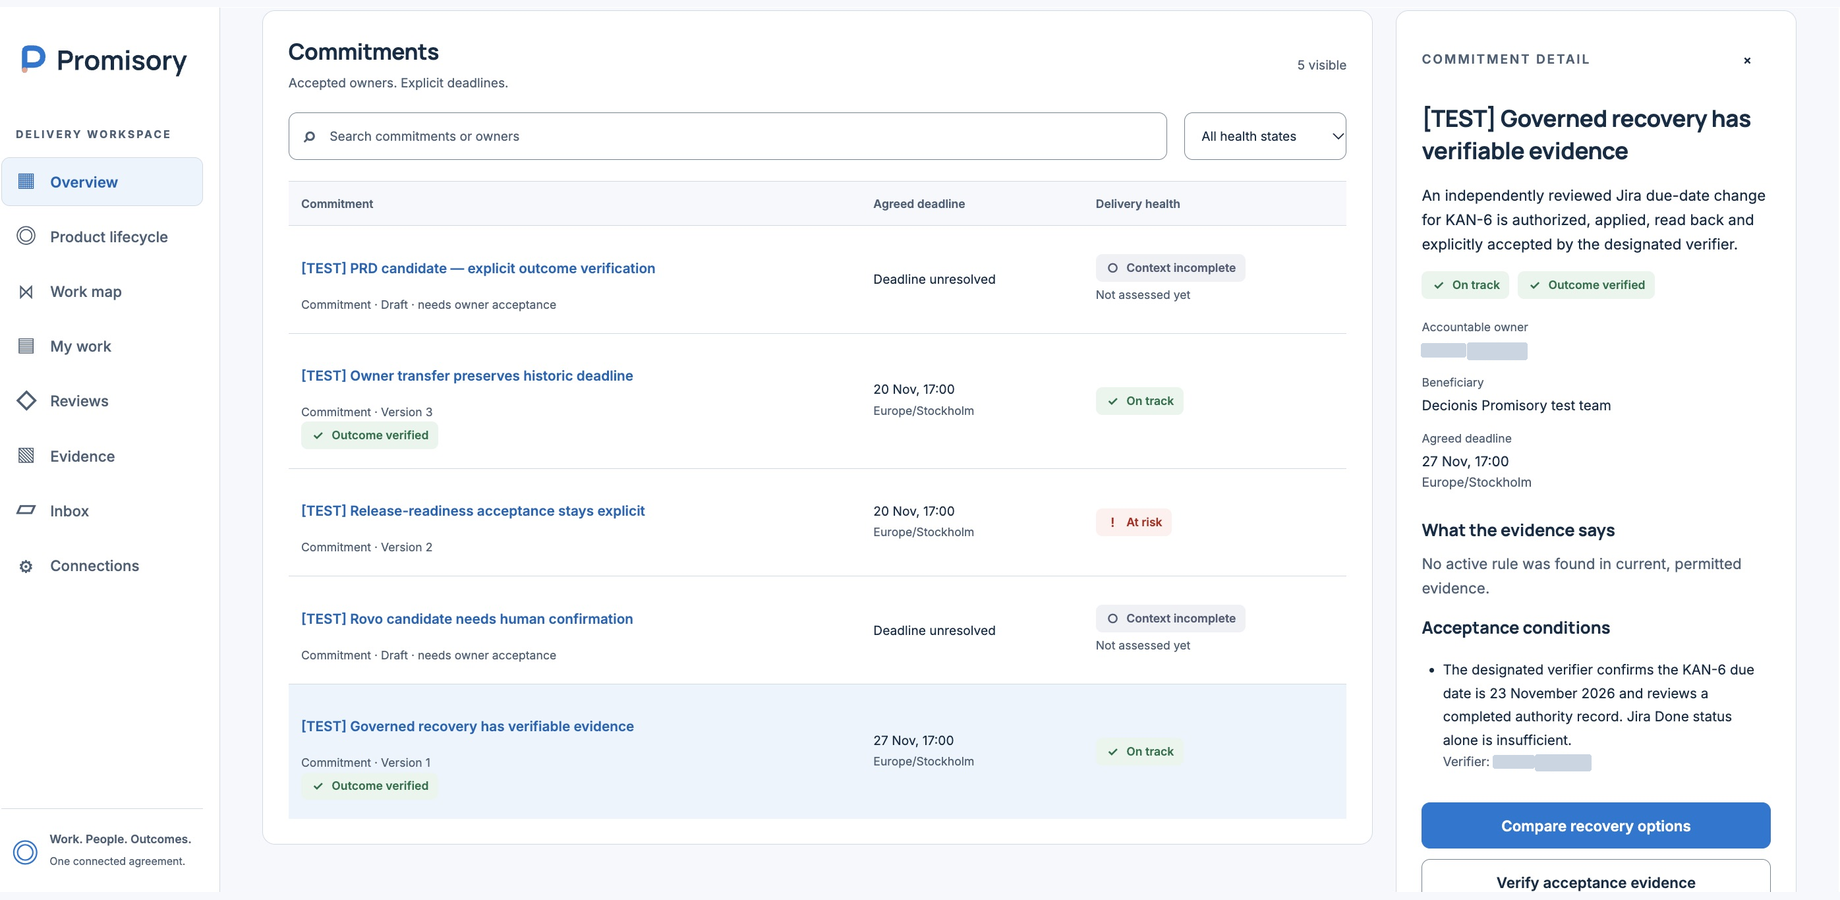 Promisory
DELIVERY WORKSPACE
Overview
Product lifecycle
Work map
My work
Reviews
Evidence
Inbox
Connections
Work. People. Outcomes.
One connected agreement.
Commitments
Accepted owners. Explicit deadlines.
5 visible
Search commitments or owners
All health states
Commitment Agreed deadline Delivery health
[TEST] PRD candidate — explicit outcome verification
Commitment · Draft · needs owner acceptance
Deadline unresolved
Context incomplete
Not assessed yet
[TEST] Owner transfer preserves historic deadline
Commitment · Version 3
Outcome verified
20 Nov, 17:00
Europe/Stockholm
On track
[TEST] Release-readiness acceptance stays explicit
Commitment · Version 2
20 Nov, 17:00
Europe/Stockholm
At risk
[TEST] Rovo candidate needs human confirmation
Commitment · Draft · needs owner acceptance
Deadline unresolved
Context incomplete
Not assessed yet
[TEST] Governed recovery has verifiable evidence
Commitment · Version 1
Outcome verified
27 Nov, 17:00
Europe/Stockholm
On track
COMMITMENT DETAIL
[TEST] Governed recovery has
verifiable evidence
An independently reviewed Jira due-date change
for KAN-6 is authorized, applied, read back and
explicitly accepted by the designated verifier.
On track Outcome verified
Accountable owner
Beneficiary
Decionis Promisory test team
Agreed deadline
27 Nov, 17:00
Europe/Stockholm
What the evidence says
No active rule was found in current, permitted
evidence.
Acceptance conditions
• The designated verifier confirms the KAN-6 due
date is 23 November 2026 and reviews a
completed authority record. Jira Done status
alone is insufficient.
Verifier:
Compare recovery options
Verify acceptance evidence